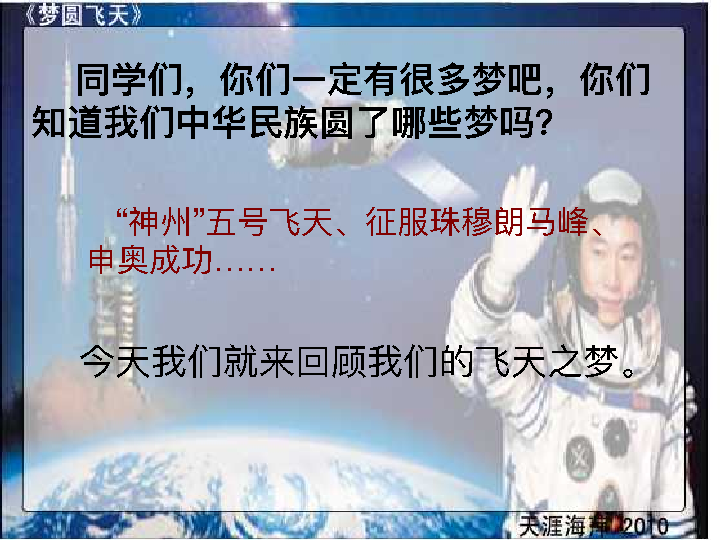 《梦圆飞天》
同学们，你们一定有很多梦吧，你们
知道我们中华民族圆了哪些梦吗？
“神州”五号飞天、征服珠穆朗马峰、
申奥成功……
今天我们就来回顾我们的飞天之梦。
天涯海 2010